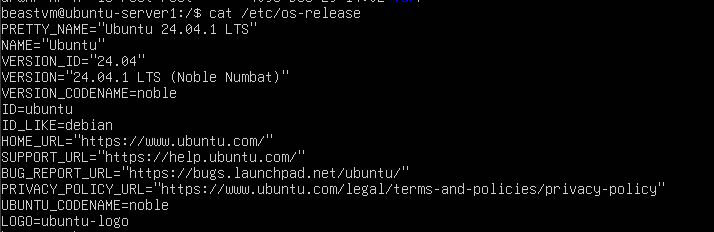 beastvm@ubuntu-server1:/$ cat /etc/os-release
PRETTY_NAME="Ubuntu 24.04.1 LTS"
NAME="Ubuntu"
VERSION_ID="24.04"
VERSION="24.04.1 LTS (Noble Numbat)"
VERSION_CODENAME=noble
ID=ubuntu
ID_LIKE=debian
HOME_URL="https://www.ubuntu.com/"
SUPPORT_URL="https://help.ubuntu.com/"
BUG_REPORT_URL="https://bugs.launchpad.net/ubuntu/"
PRIVACY_POLICY_URL="https://www.ubuntu.com/legal/terms-and-policies/privacy-policy"
UBUNTU_CODENAME=noble
LOGO=ubuntu-logo